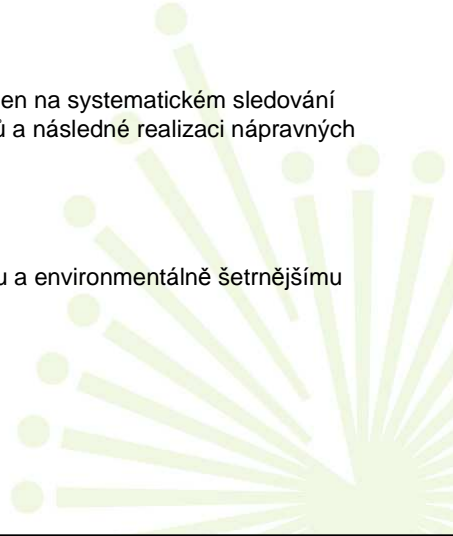 en na systematickém sledování
ů a následné realizaci nápravných
u a environmentálně šetrnějšímu